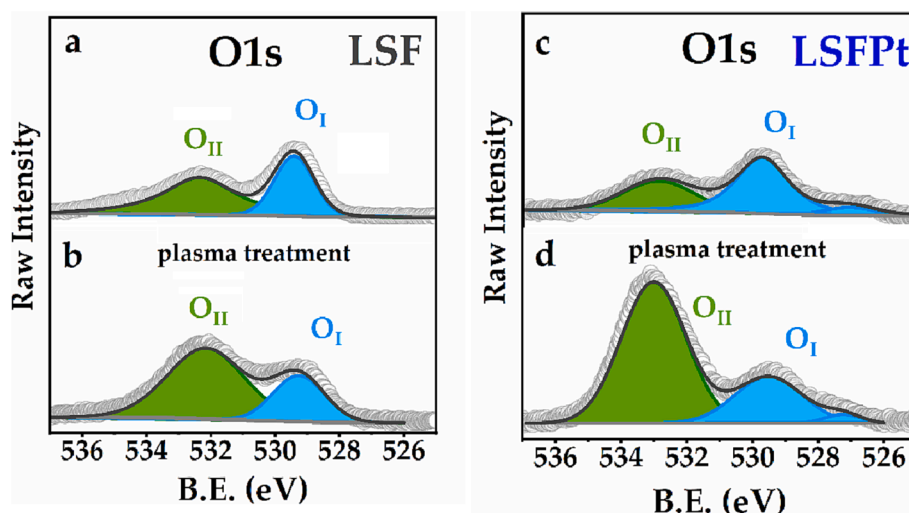 a
O1s
LSF
O_I
O_II
Raw Intensity
b
plasma treatment
O_II
O_I
536
534
532
530
528
526
B.E. (eV)
c
O1s
LSFPt
O_I
O_II
Raw Intensity
d
plasma treatment
O_II
O_I
536
534
532
530
528
526
B.E. (eV)